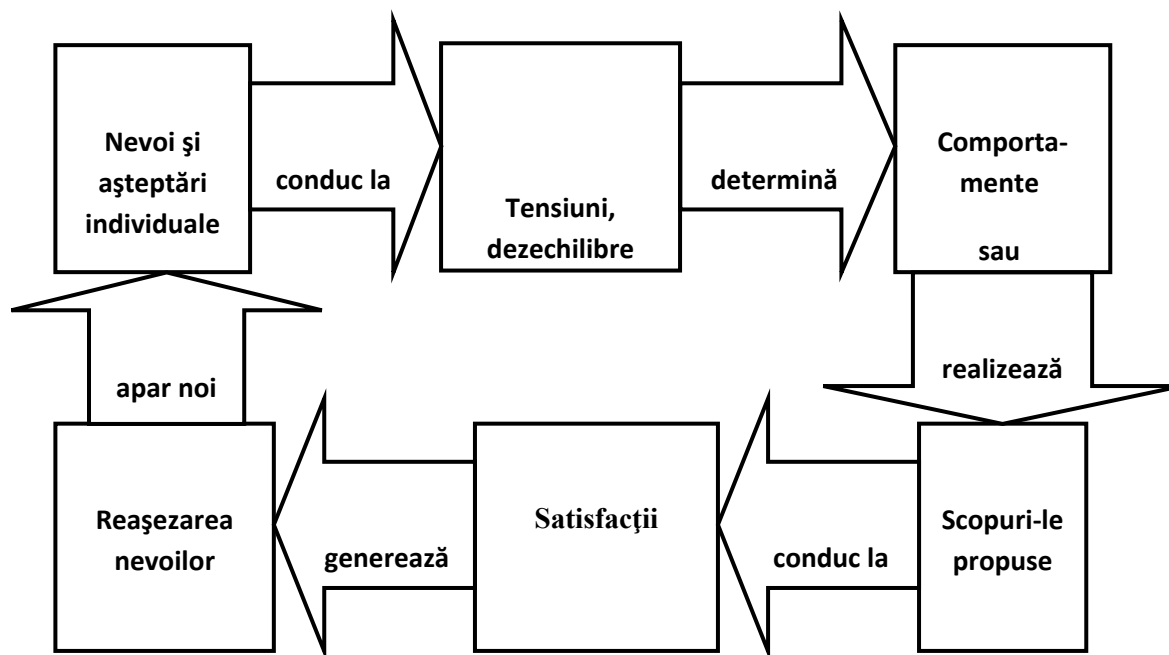 Nevoi şi
aşteptări
individuale
conduc la
Tensiuni,
dezechilibre
determină
Comporta-
mente
sau
realizează
Scopuri-le
propuse
conduc la
Satisfacţii
generează
Reaşezarea
nevoilor
apar noi